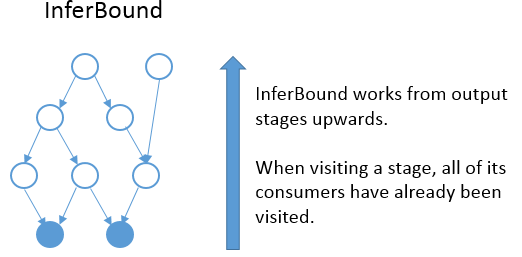 InferBound
InferBound works from output
stages upwards.
When visiting a stage, all of its
consumers have already been
visited.